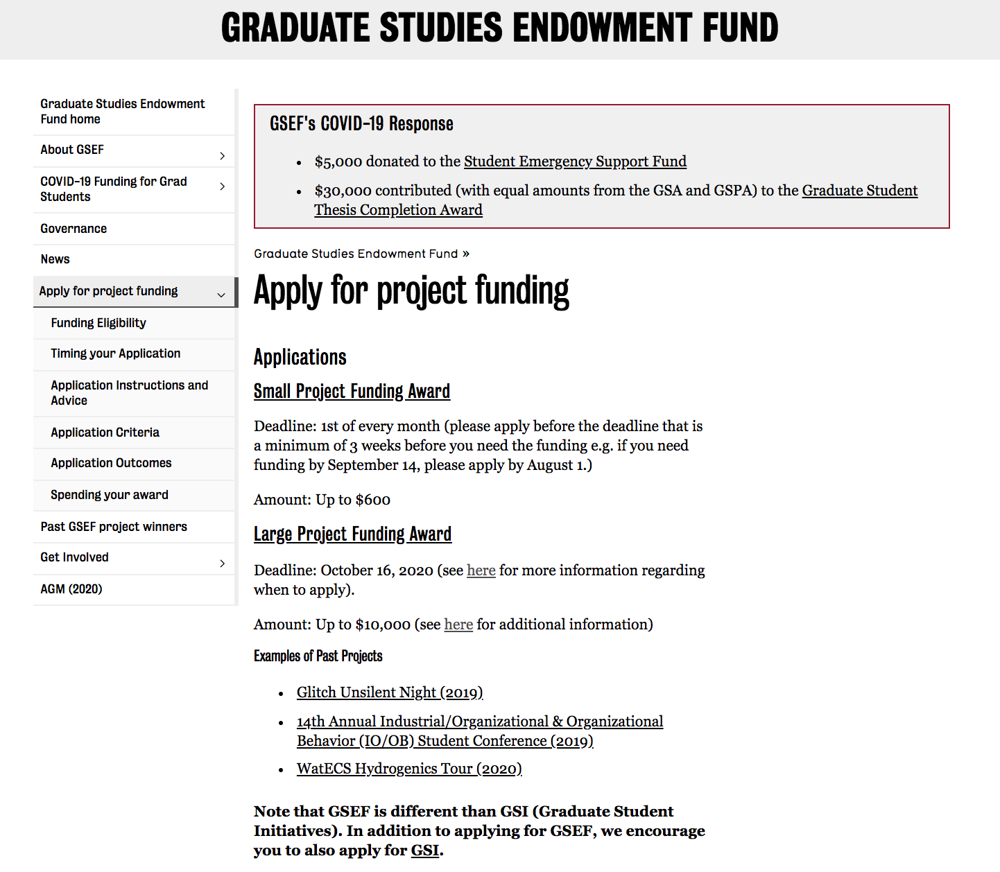 GRADUATE STUDIES ENDOWMENT FUND
Graduate Studies Endowment
Fund home
About GSEF
COVID-19 Funding for Grad
Students
Governance
News
Apply for project funding
Funding Eligibility
Timing your Application
Application Instructions and
Advice
Application Criteria
Application Outcomes
Spending your award
Past GSEF project winners
Get Involved
AGM (2020)
GSEF's COVID-19 Response
• $5,000 donated to the Student Emergency Support Fund
• $30,000 contributed (with equal amounts from the GSA and GSPA) to the Graduate Student
Thesis Completion Award
Graduate Studies Endowment Fund »
Apply for project funding
Applications
Small Project Funding Award
Deadline: 1st of every month (please apply before the deadline that is
a minimum of 3 weeks before you need the funding e.g. if you need
funding by September 14, please apply by August 1.)
Amount: Up to $600
Large Project Funding Award
Deadline: October 16, 2020 (see here for more information regarding
when to apply).
Amount: Up to $10,000 (see here for additional information)
Examples of Past Projects
• Glitch Unsilent Night (2019)
• 14th Annual Industrial/Organizational & Organizational
Behavior (IO/OB) Student Conference (2019)
• WatECS Hydrogenics Tour (2020)
Note that GSEF is different than GSI (Graduate Student
Initiatives). In addition to applying for GSEF, we encourage
you to also apply for GSI.